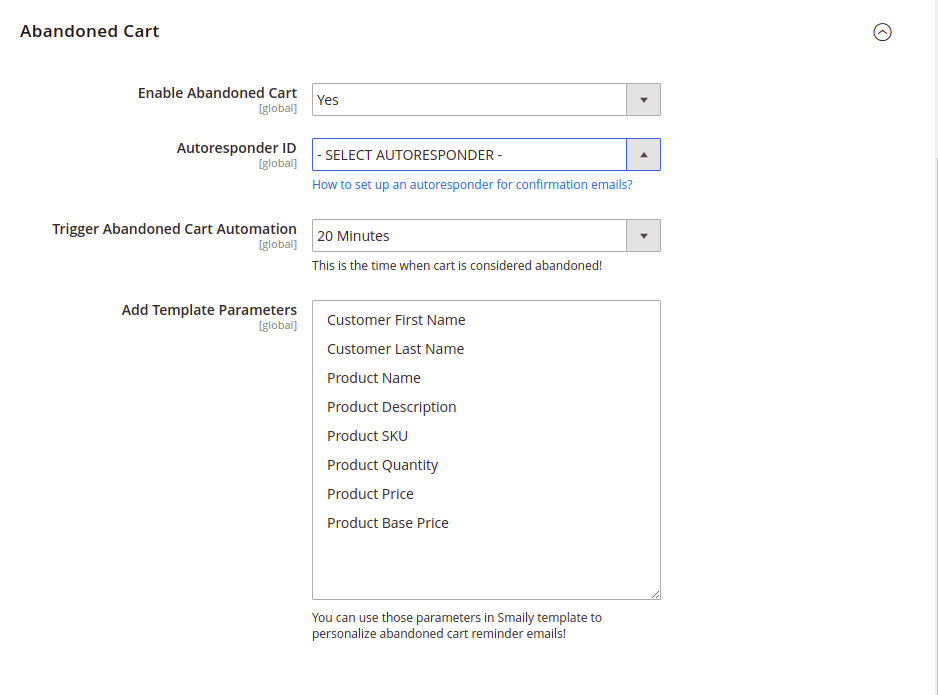 Abandoned Cart
Enable Abandoned Cart
[global]
Yes
Autoresponder ID
[global]
- SELECT AUTORESPONDER -
How to set up an autoresponder for confirmation emails?
Trigger Abandoned Cart Automation
[global]
20 Minutes
This is the time when cart is considered abandoned!
Add Template Parameters
[global]
Customer First Name
Customer Last Name
Product Name
Product Description
Product SKU
Product Quantity
Product Price
Product Base Price
You can use those parameters in Smaily template to
personalize abandoned cart reminder emails!